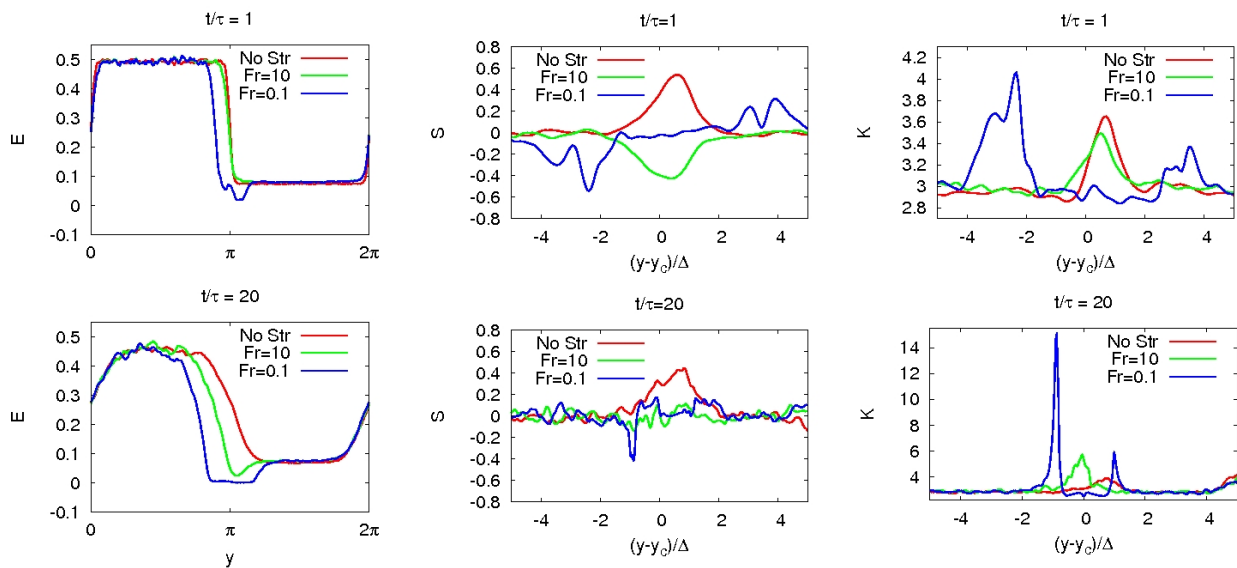 t/τ = 1
E
0.5
0.4
0.3
0.2
0.1
0
-0.1
0
π
2π
No Str
Fr=10
Fr=0.1
t/τ=1
S
0.8
0.6
0.4
0.2
0
-0.2
-0.4
-0.6
-0.8
-4
-2
0
2
4
(y-y_c)/Δ
No Str
Fr=10
Fr=0.1
t/τ = 1
K
4.2
4
3.8
3.6
3.4
3.2
3
2.8
-4
-2
0
2
4
(y-y_c)/Δ
No Str
Fr=10
Fr=0.1
t/τ = 20
E
0.5
0.4
0.3
0.2
0.1
0
-0.1
0
π
2π
y
No Str
Fr=10
Fr=0.1
t/τ=20
S
0.8
0.6
0.4
0.2
0
-0.2
-0.4
-0.6
-0.8
-4
-2
0
2
4
(y-y_c)/Δ
No Str
Fr=10
Fr=0.1
t/τ = 20
K
14
12
10
8
6
4
-4
-2
0
2
4
(y-y_c)/Δ
No Str
Fr=10
Fr=0.1